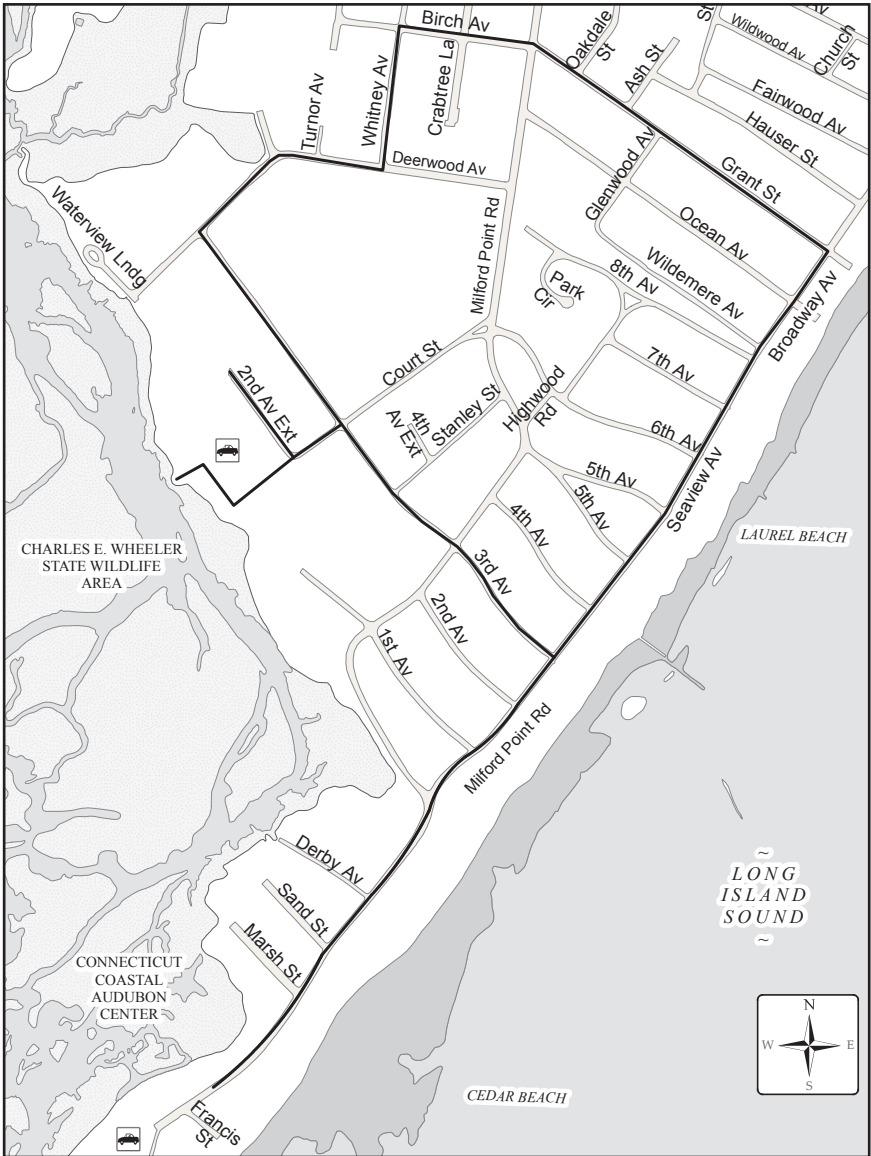 Birch Av
Oakdale
St
St
Av
Wildwood Av
Church
St
Ash St
Fairwood Av
Hauser St
Whitney Av
Crabtree La
Turnor Av
Deerwood Av
Grant St
Glenwood Av
Ocean Av
Waterview Lndg
Milford Point Rd
Wildemere Av
8th Av
Park
Cir
Broadway Av
7th Av
Court St
2nd Av Ext
4th
Av Ext
Stanley St
Highwood
Rd
6th Av
5th Av
5th Av
Seaview Av
4th Av
LAUREL BEACH
CHARLES E. WHEELER
STATE WILDLIFE
AREA
3rd Av
2nd Av
1st Av
Milford Point Rd
Derby Av
Sand St
Marsh St
~
LONG
ISLAND
SOUND
~
CONNECTICUT
COASTAL
AUDUBON
CENTER
N
W
E
S
CEDAR BEACH
Francis
St